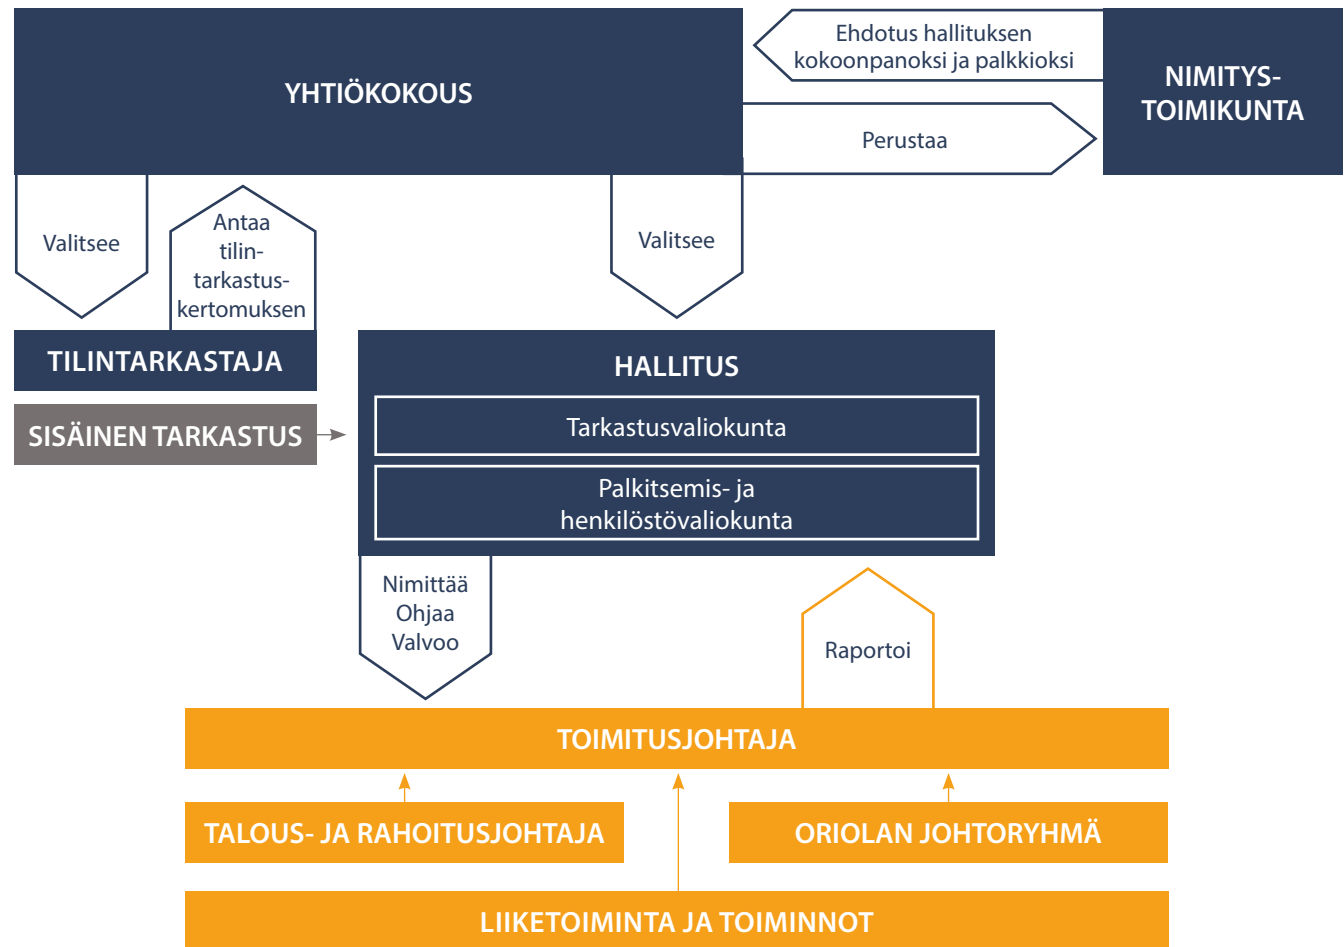 YHTIÖKOKOUS
Ehdotus hallituksen
kokoonpanoksi ja palkkioksi
NIMITYS-
TOIMIKUNTA
Perustaa
Valitsee
Antaa
tilin-
tarkastus-
kertomuksen
Valitsee
TILINTARKASTAJA
SISÄINEN TARKASTUS
HALLITUS
Tarkastusvaliokunta
Palkitsemis- ja
henkilöstövaliokunta
Nimittää
Ohjaa
Valvoo
Raportoi
TOIMITUSJOHTAJA
TALOUS- JA RAHOITUSJOHTAJA
ORIOLAN JOHTORYHMÄ
LIIKETOIMINTA JA TOIMINNOT